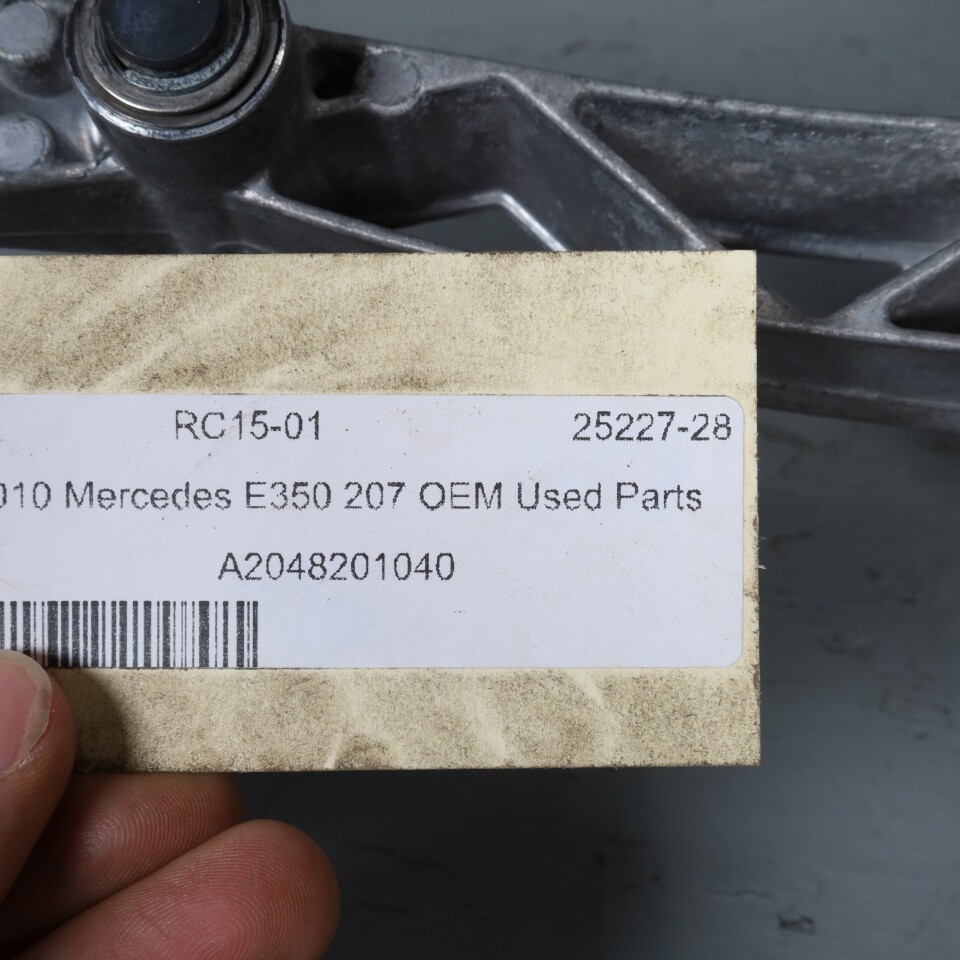 RC15-01 25227-28
010 Mercedes E350 207 OEM Used Parts
A2048201040